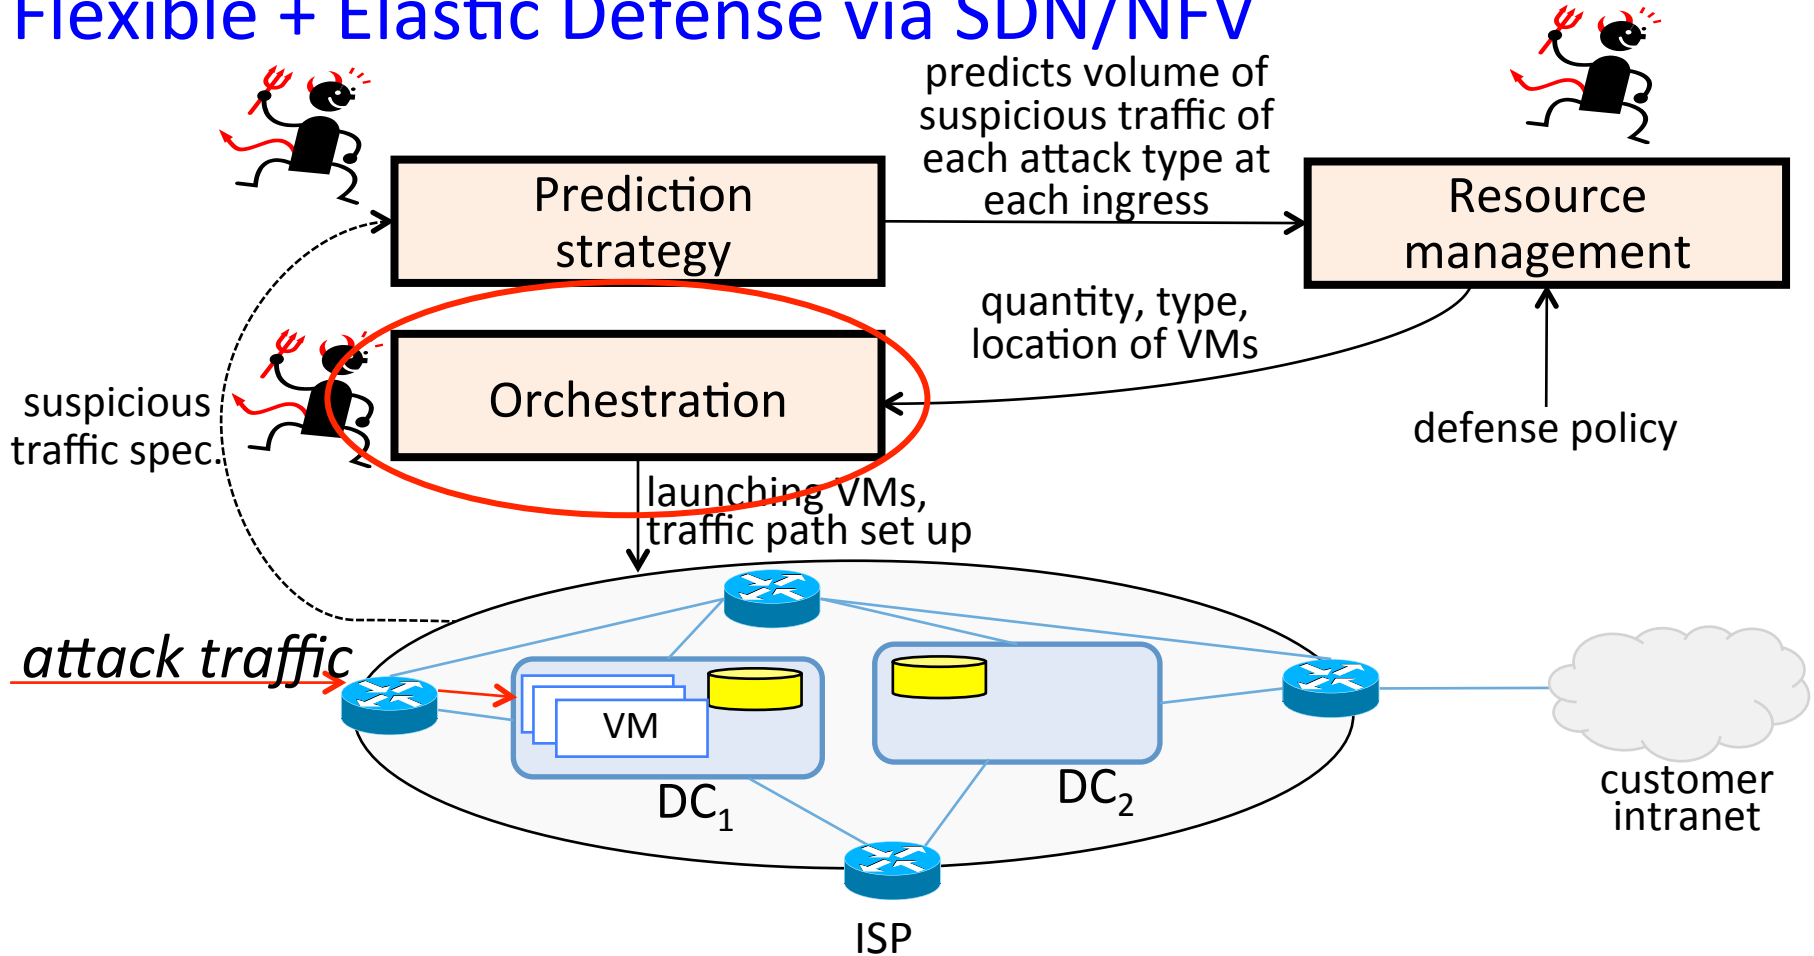 Flexible + Elastic Defense via SDN/NFV
predicts volume of
suspicious traffic of
each attack type at
each ingress
Prediction
strategy
Resource
management
quantity, type,
location of VMs
Orchestration
suspicious
traffic spec.
defense policy
launching VMs,
traffic path set up
attack traffic
VM
DC1
DC2
customer
intranet
ISP